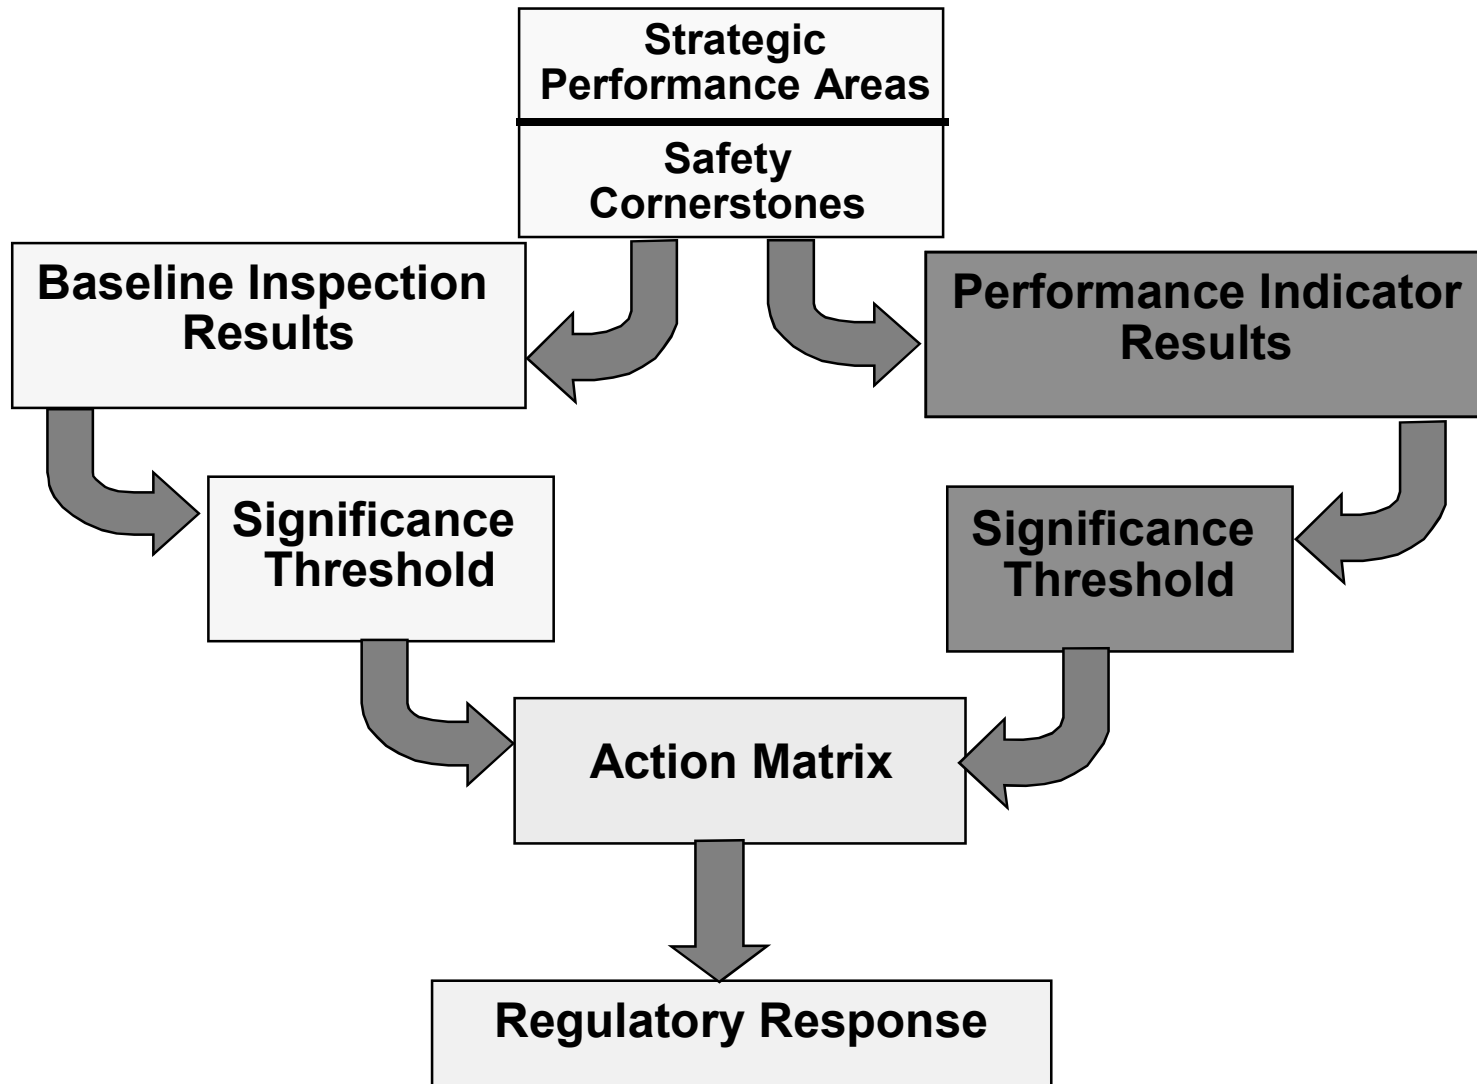 Strategic
Performance Areas
Safety
Cornerstones
Baseline Inspection
Results
Performance Indicator
Results
Significance
Threshold
Significance
Threshold
Action Matrix
Regulatory Response